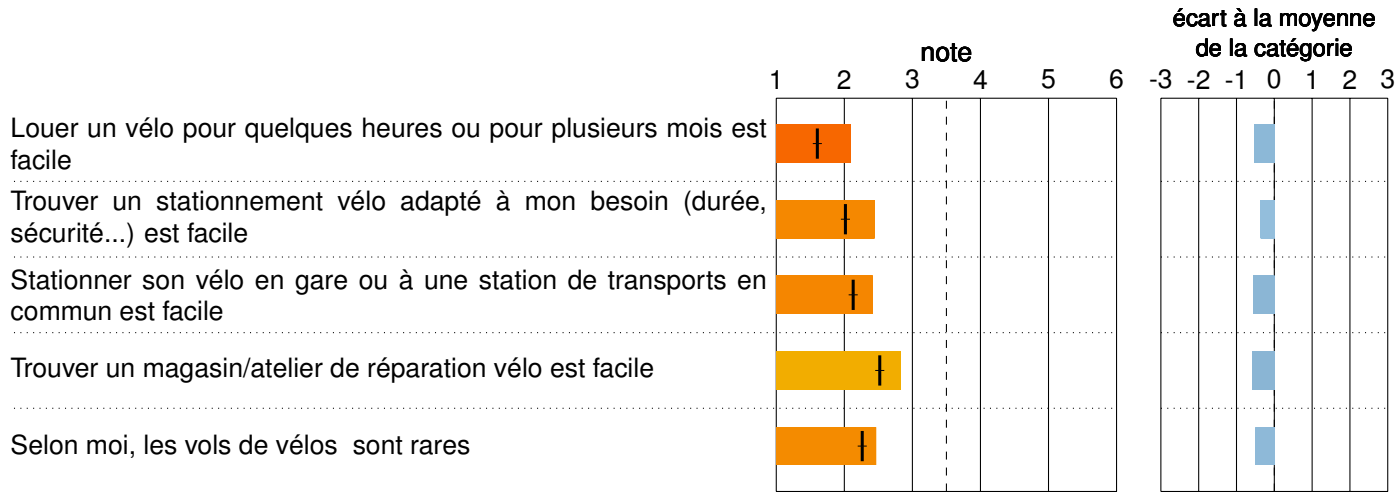 écart à la moyenne
note de la catégorie
1 2 3 4 5 6 -3 -2 -1 0 1 2 3
Louer un vélo pour quelques heures ou pour plusieurs mois est
facile
Trouver un stationnement vélo adapté à mon besoin (durée,
sécurité...) est facile
Stationner son vélo en gare ou à une station de transports en
commun est facile
Trouver un magasin/atelier de réparation vélo est facile
Selon moi, les vols de vélos sont rares